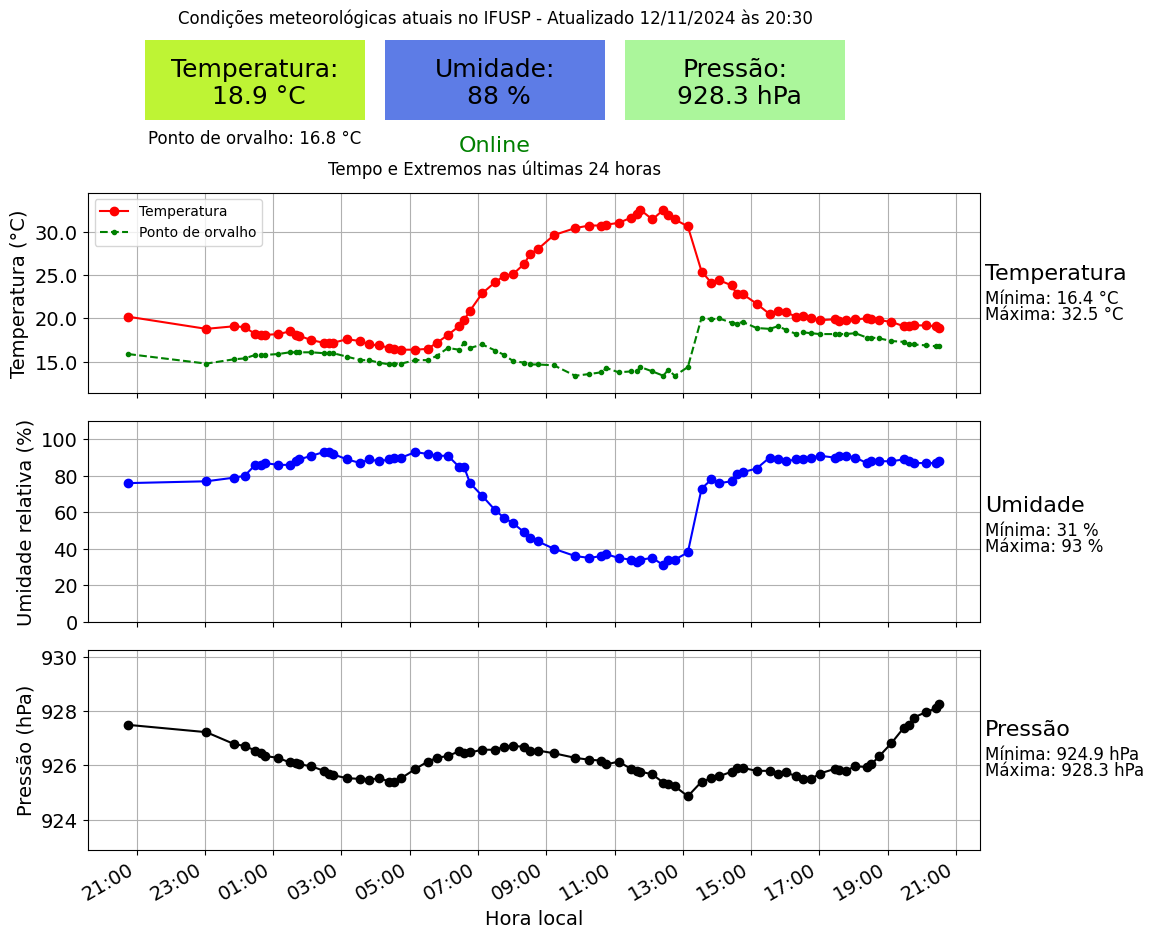 Condições meteorológicas atuais no IFUSP - Atualizado 12/11/2024 às 20:30
Temperatura:
18.9 °C
Umidade:
88 %
Pressão:
928.3 hPa
Ponto de orvalho: 16.8 °C
Online
Tempo e Extremos nas últimas 24 horas
Temperatura (°C)
30.0
25.0
20.0
15.0
Temperatura
Ponto de orvalho
Temperatura
Mínima: 16.4 °C
Máxima: 32.5 °C
Umidade relativa (%)
100
80
60
40
20
0
Umidade
Mínima: 31 %
Máxima: 93 %
Pressão (hPa)
930
928
926
924
Pressão
Mínima: 924.9 hPa
Máxima: 928.3 hPa
21:00 23:00 01:00 03:00 05:00 07:00 09:00 11:00 13:00 15:00 17:00 19:00 21:00
Hora local